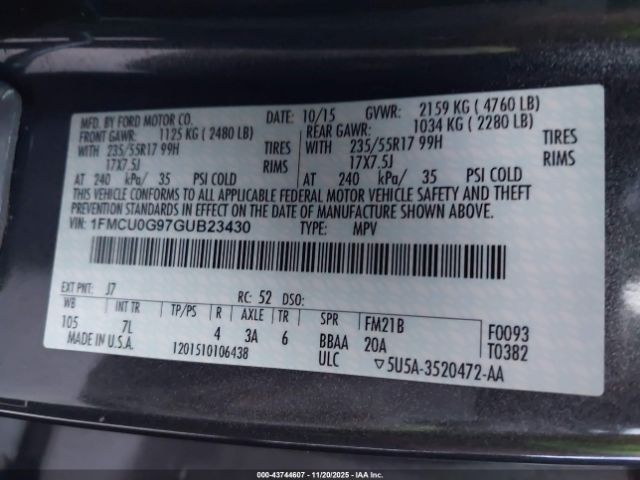 MFD. BY FORD MOTOR CO. DATE: 10/15 GVWR: 2159 KG ( 4760 LB)
FRONT GAWR: 1125 KG ( 2480 LB) REAR GAWR: 1034 KG ( 2280 LB)
WITH 235/55R17 99H TIRES WITH 235/55R17 99H TIRES
17X7.5J RIMS 17X7.5J RIMS
AT 240 kPa/ 35 PSI COLD AT 240 kPa/ 35 PSI COLD
THIS VEHICLE CONFORMS TO ALL APPLICABLE FEDERAL MOTOR VEHICLE SAFETY AND THEFT
PREVENTION STANDARDS IN EFFECT ON THE DATE OF MANUFACTURE SHOWN ABOVE.
VIN: 1FMCU0G97GUB23430 TYPE: MPV
EXT PNT: J7 RC: 52 DSO:
WB INT TR TP/PS R AXLE TR SPR FM21B F0093
105 7L 4 3A 6 BBAA 20A T0382
MADE IN U.S.A. 1201510106438 ULC ▽5U5A-3520472-AA
000-43744607 - 11/20/2025 - IAAI.com